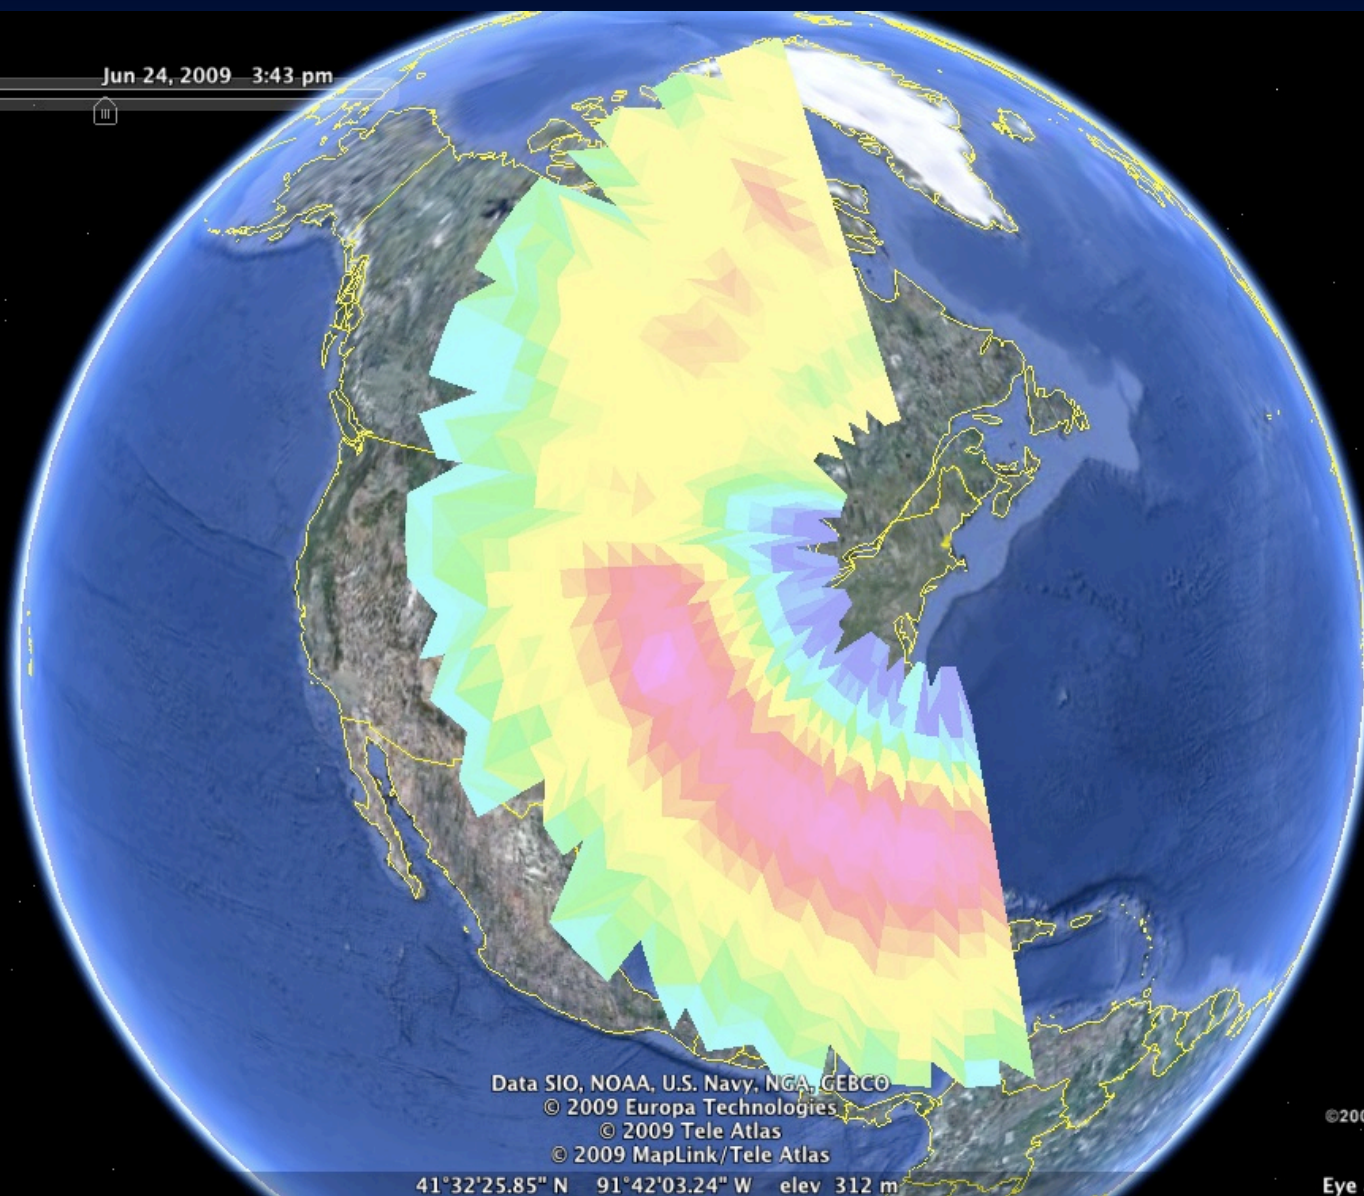 Jun 24, 2009 3:43 pm
Data SIO, NOAA, U.S. Navy, NGA, GEBCO
© 2009 Europa Technologies
© 2009 Tele Atlas
© 2009 MapLink/Tele Atlas
©200
41°32'25.85" N 91°42'03.24" W elev 312 m
Eye